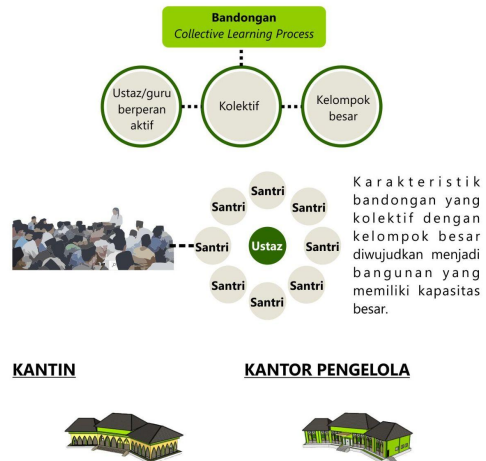 Bandongan
Collective Learning Process
Ustaz/guru
berperan
aktif
Kolektif
Kelompok
besar
Santri
Santri
Santri
Santri
Ustaz
Santri
Santri
Santri
Santri
Karakteristik
bandongan yang
kolektif dengan
kelompok besar
diwujudkan menjadi
bangunan yang
memiliki kapasitas
besar.
KANTIN
KANTOR PENGELOLA